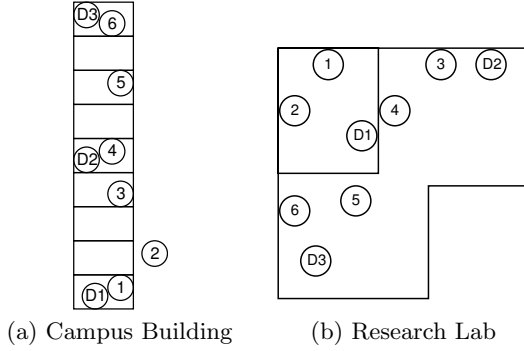 D3 6
5
D2 4
3
2
D1 1
(a) Campus Building
1 3 D2
2 4
D1
6 5
D3
(b) Research Lab